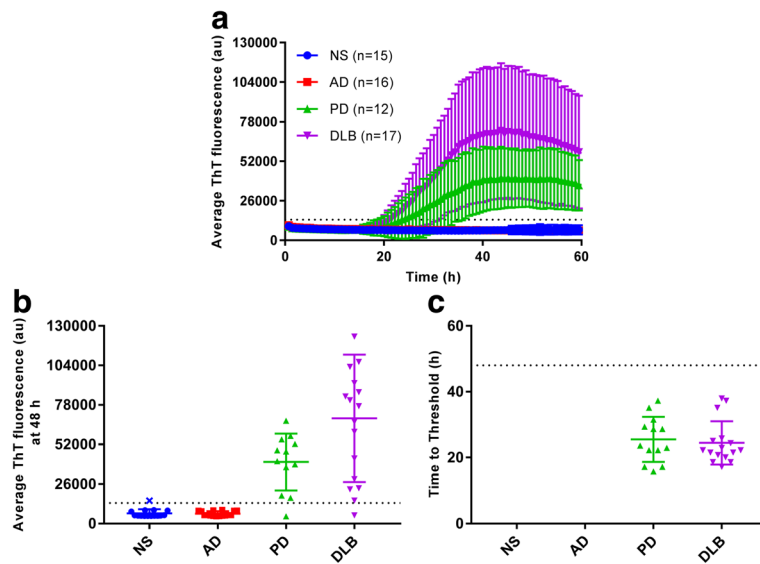 a
Average ThT fluorescence (au)
130000
104000
78000
52000
26000
0
NS (n=15)
AD (n=16)
PD (n=12)
DLB (n=17)
0 20 40 60
Time (h)
b
Average ThT fluorescence (au)
at 48 h
130000
104000
78000
52000
26000
0
NS AD PD DLB
c
Time to Threshold (h)
60
40
20
0
NS AD PD DLB